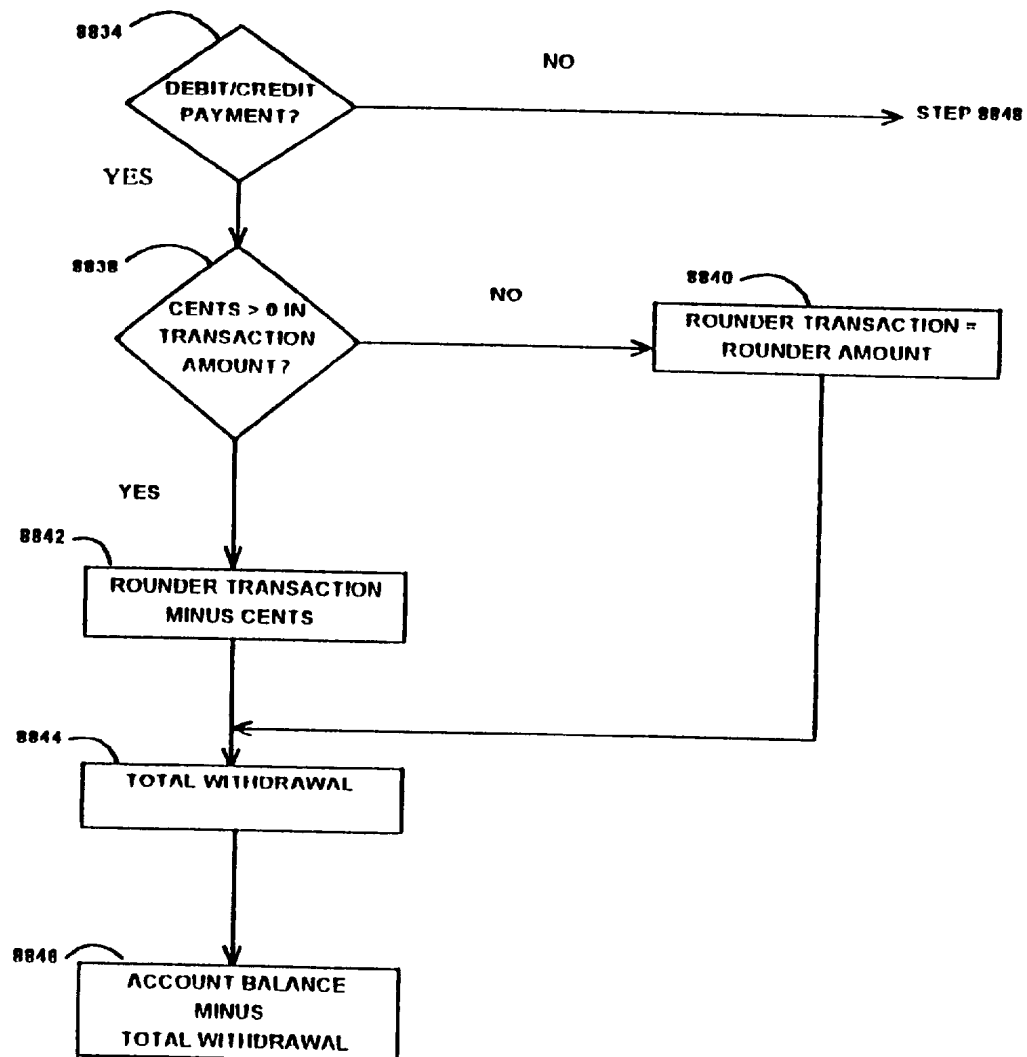 8834
DEBIT/CREDIT
PAYMENT?
NO
STEP 8848
YES
8838
CENTS > 0 IN
TRANSACTION
AMOUNT?
NO
8840
ROUNDER TRANSACTION =
ROUNDER AMOUNT
YES
8842
ROUNDER TRANSACTION
MINUS CENTS
8844
TOTAL WITHDRAWAL
8846
ACCOUNT BALANCE
MINUS
TOTAL WITHDRAWAL